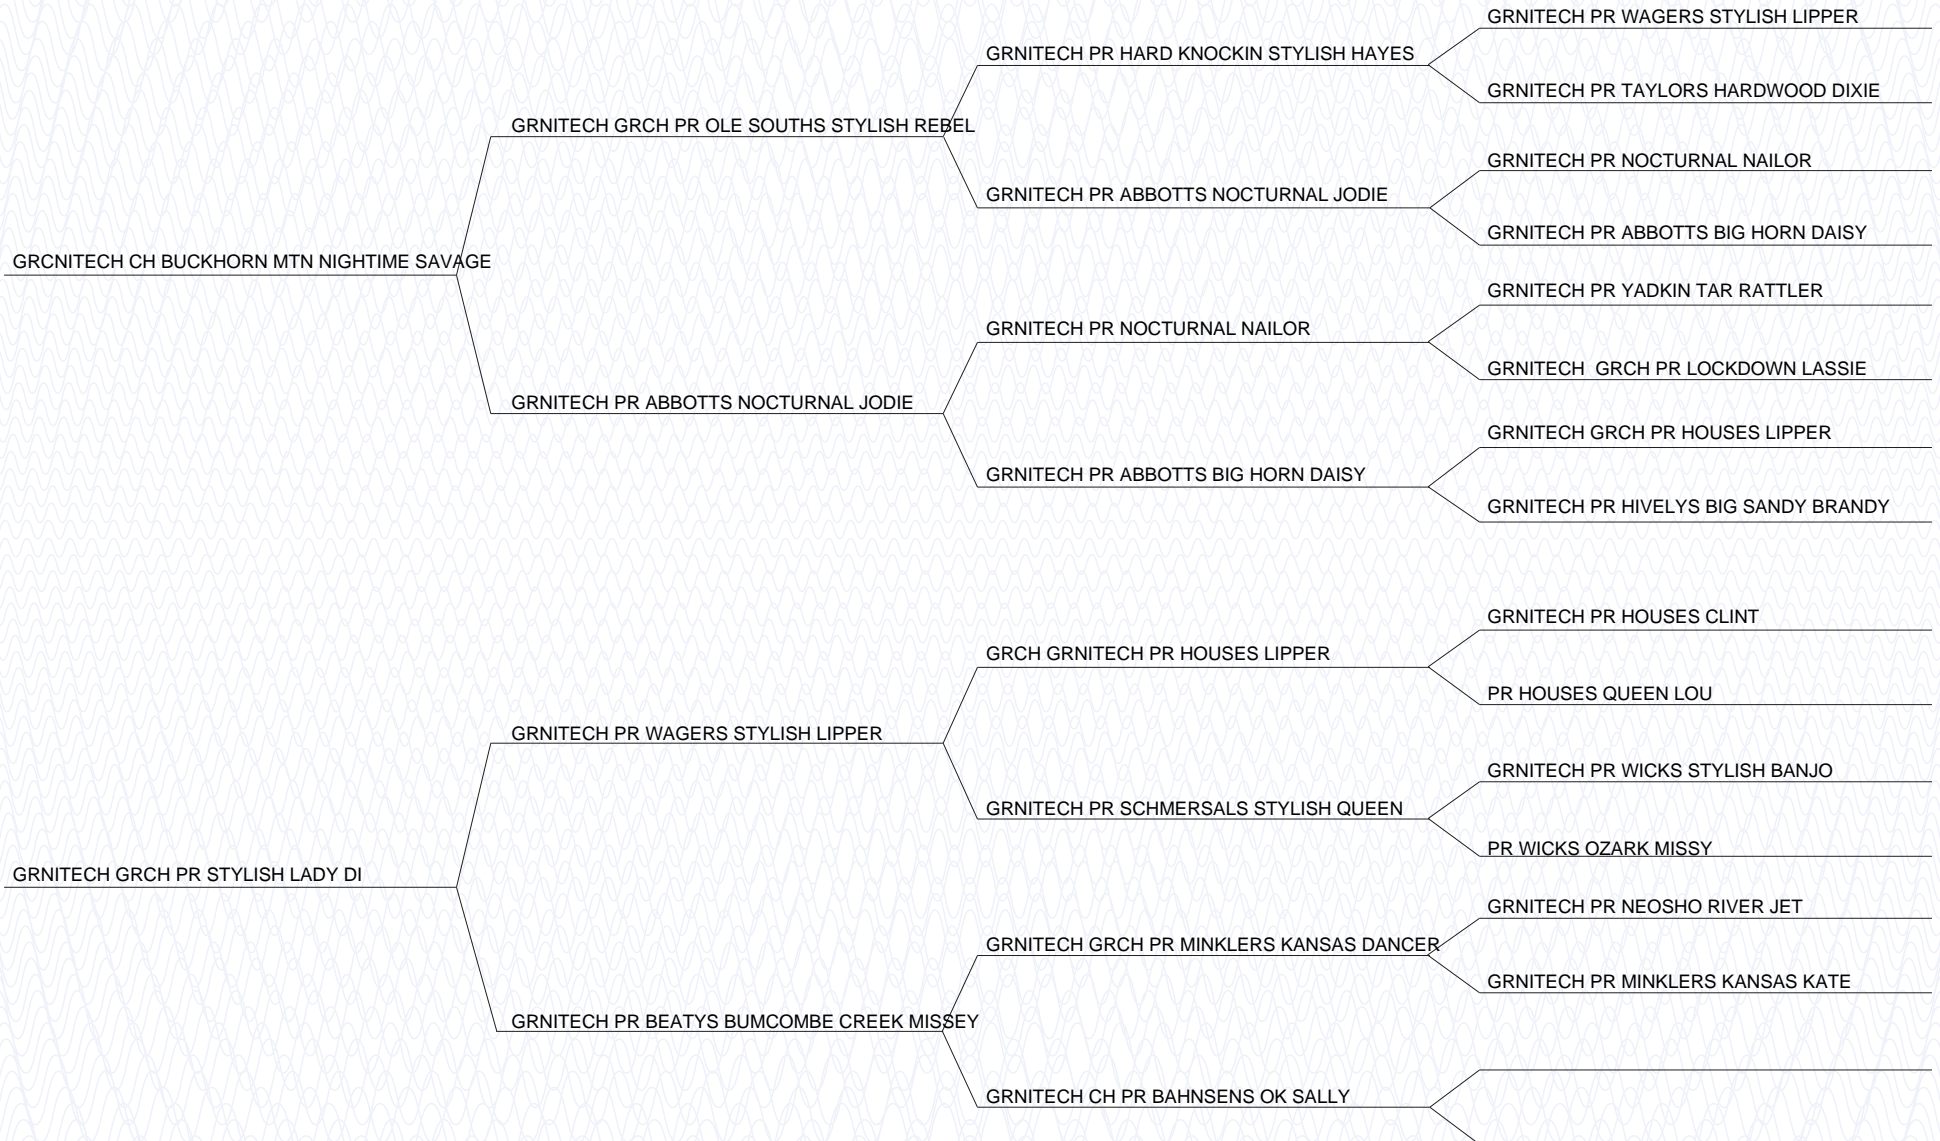 GRNITECH PR WAGERS STYLISH LIPPER
GRNITECH PR HARD KNOCKIN STYLISH HAYES
GRNITECH PR TAYLORS HARDWOOD DIXIE
GRNITECH GRCH PR OLE SOUTHS STYLISH REBEL
GRNITECH PR NOCTURNAL NAILOR
GRNITECH PR ABBOTTS NOCTURNAL JODIE
GRNITECH PR ABBOTTS BIG HORN DAISY
GRCNITECH CH BUCKHORN MTN NIGHTIME SAVAGE
GRNITECH PR YADKIN TAR RATTLER
GRNITECH PR NOCTURNAL NAILOR
GRNITECH  GRCH PR LOCKDOWN LASSIE
GRNITECH PR ABBOTTS NOCTURNAL JODIE
GRNITECH GRCH PR HOUSES LIPPER
GRNITECH PR ABBOTTS BIG HORN DAISY
GRNITECH PR HIVELYS BIG SANDY BRANDY
GRNITECH PR HOUSES CLINT
GRCH GRNITECH PR HOUSES LIPPER
PR HOUSES QUEEN LOU
GRNITECH PR WAGERS STYLISH LIPPER
GRNITECH PR WICKS STYLISH BANJO
GRNITECH PR SCHMERSALS STYLISH QUEEN
PR WICKS OZARK MISSY
GRNITECH GRCH PR STYLISH LADY DI
GRNITECH PR NEOSHO RIVER JET
GRNITECH GRCH PR MINKLERS KANSAS DANCER
GRNITECH PR MINKLERS KANSAS KATE
GRNITECH PR BEATYS BUMCOMBE CREEK MISSEY
GRNITECH CH PR BAHNSENS OK SALLY